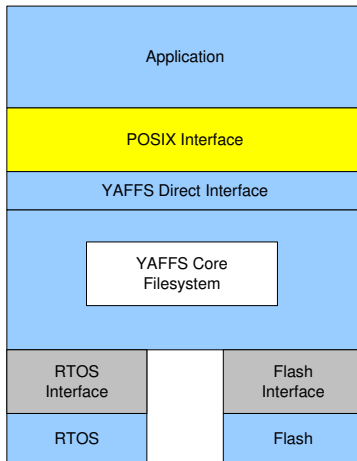 Application
POSIX Interface
YAFFS Direct Interface
YAFFS Core
Filesystem
RTOS
Interface
Flash
Interface
RTOS
Flash